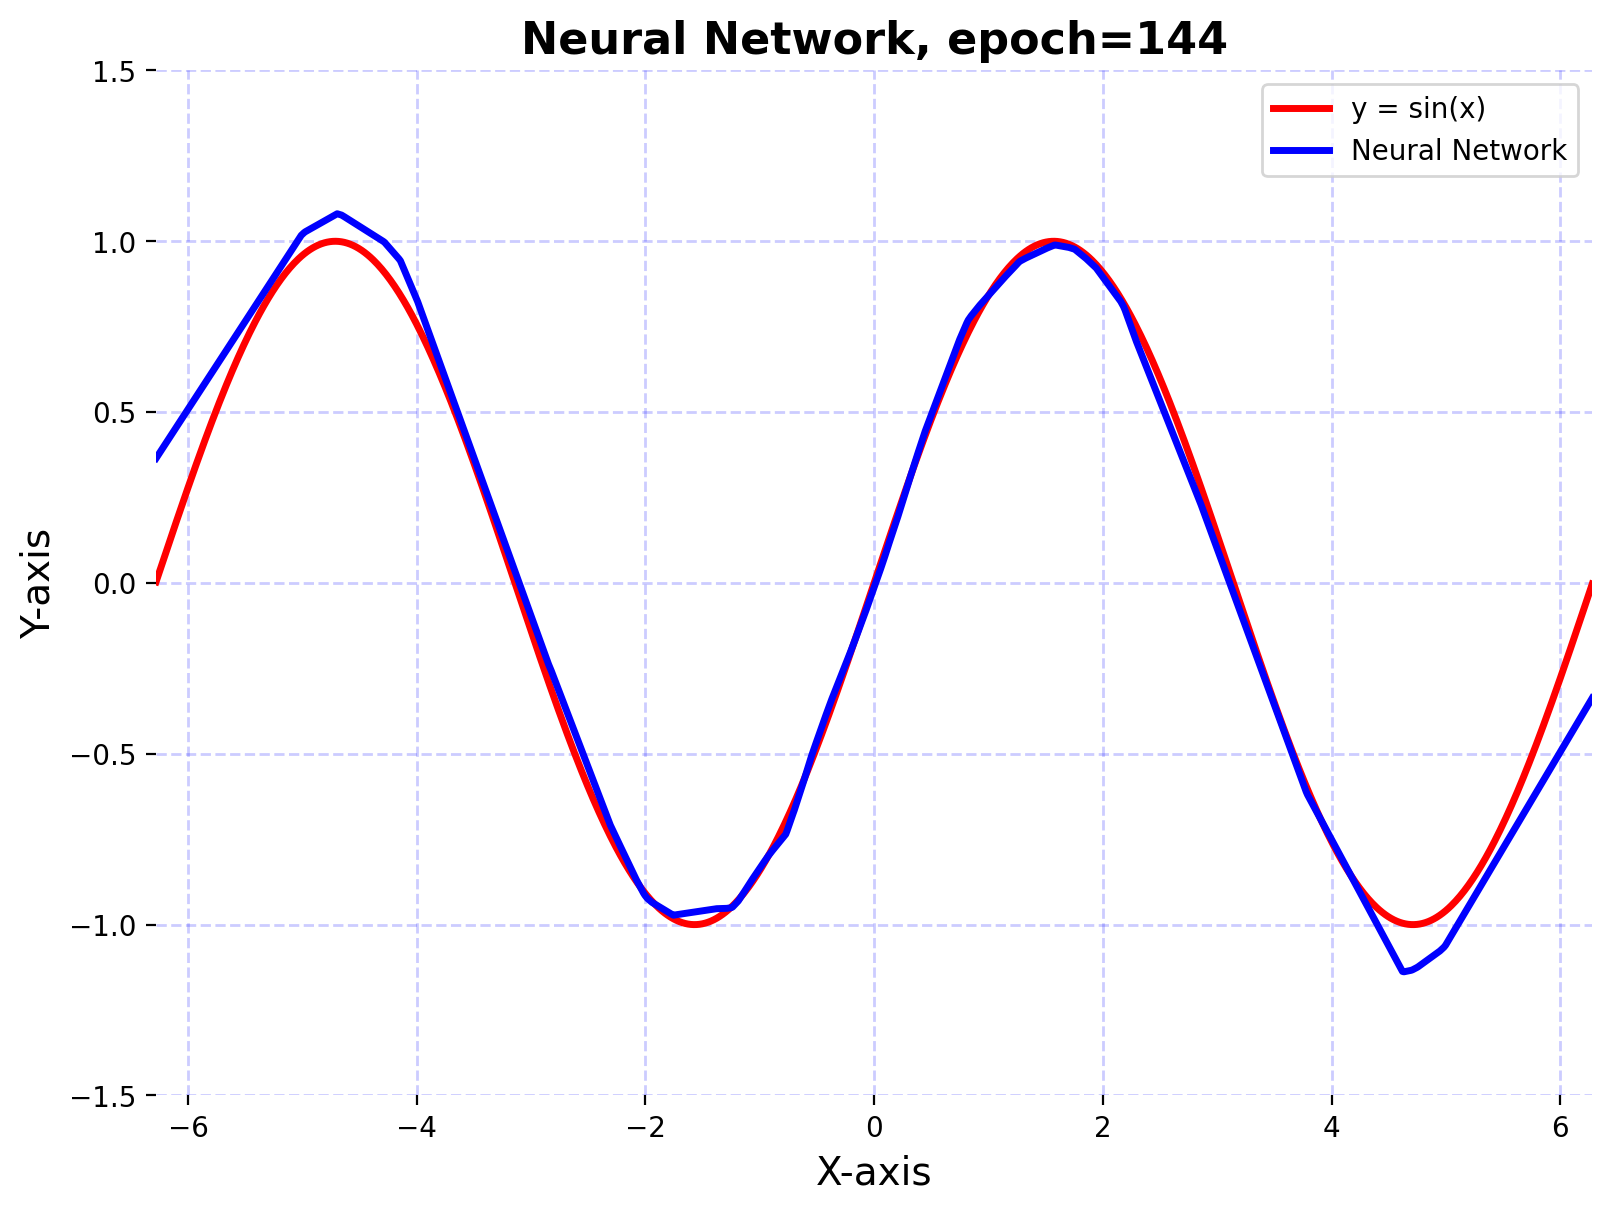 Neural Network, epoch=144
1.5
y = sin(x)
Neural Network
1.0
0.5
0.0
Y-axis
−0.5
−1.0
−1.5
−6 −4 −2 0 2 4 6
X-axis